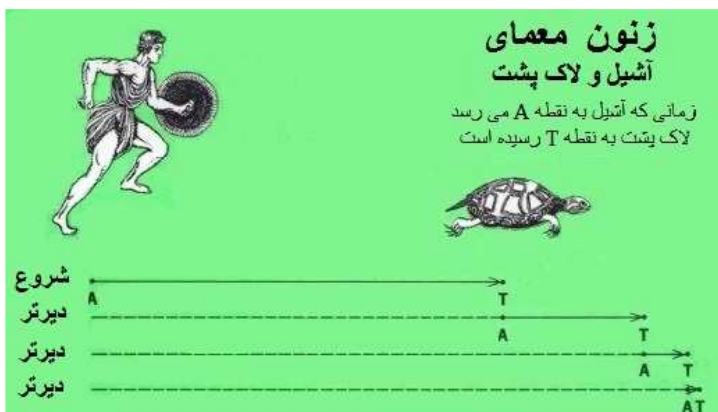 زنون معمای
آشیل و لاک پشت
زمانی که آشیل به نقطه A می رسد
لاک پشت به نقطه T رسیده است
شروع
A T
دیرتر
A T
دیرتر
A T
دیرتر
AT